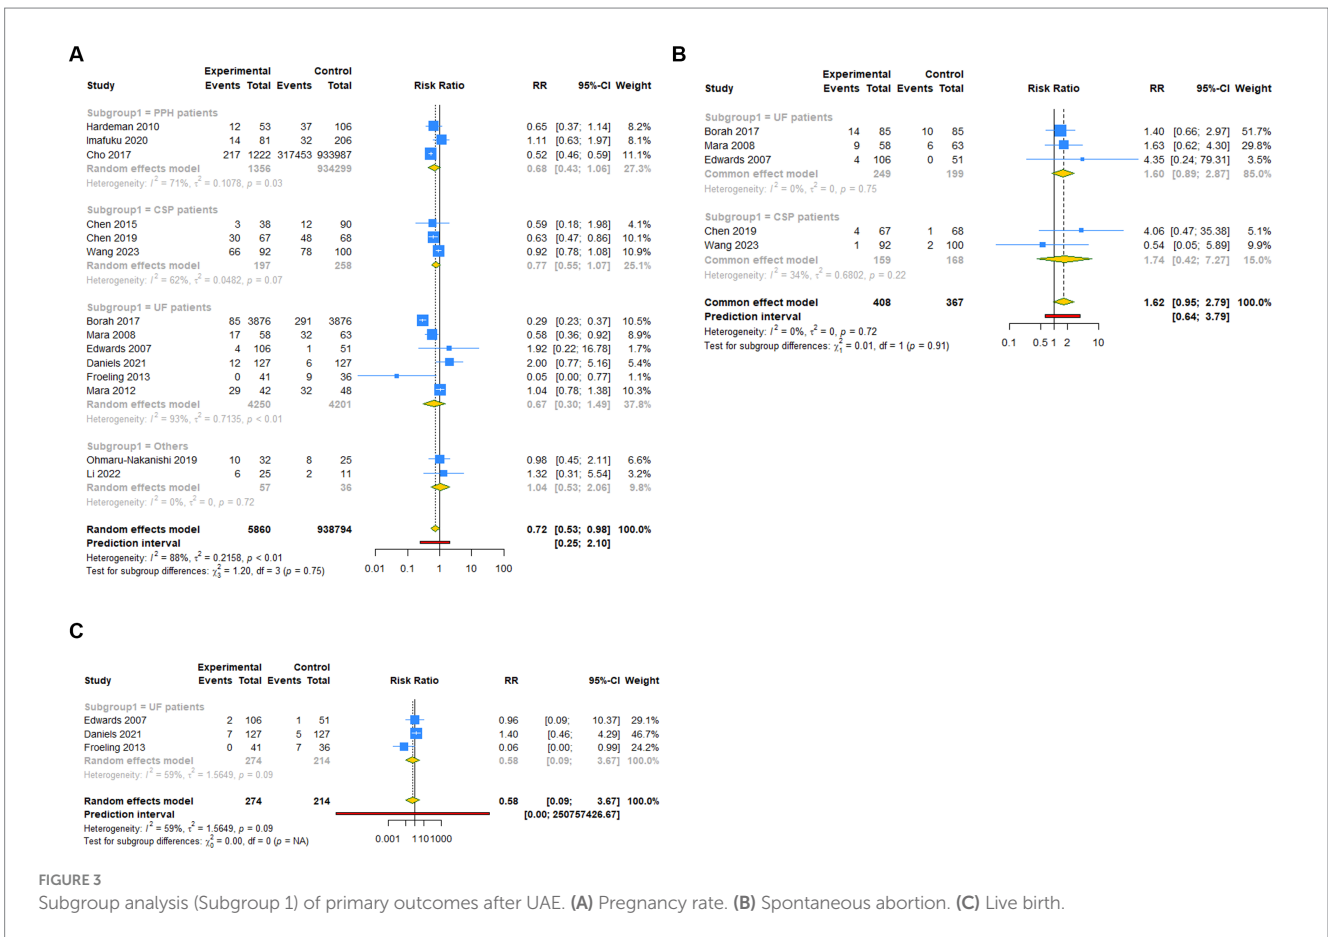 A
Experimental Control
Study Events Total Events Total Risk Ratio RR 95%-CI Weight
Subgroup1 = PPH patients
Hardeman 2010 12 53 37 106 0.65 [0.37; 1.14] 8.2%
Imafuku 2020 14 81 32 206 1.11 [0.63; 1.97] 8.1%
Cho 2017 217 1222 317453 933987 0.52 [0.46; 0.59] 11.1%
Random effects model 1356 934299 0.68 [0.43; 1.06] 27.3%
Heterogeneity: I² = 71%, τ² = 0.1078, p = 0.03
Subgroup1 = CSP patients
Chen 2015 3 38 12 90 0.59 [0.18; 1.98] 4.1%
Chen 2019 30 67 48 68 0.63 [0.47; 0.86] 10.1%
Wang 2023 66 92 78 100 0.92 [0.78; 1.08] 10.9%
Random effects model 197 258 0.77 [0.55; 1.07] 25.1%
Heterogeneity: I² = 62%, τ² = 0.0482, p = 0.07
Subgroup1 = UF patients
Borah 2017 85 3876 291 3876 0.29 [0.23; 0.37] 10.5%
Mara 2008 17 58 32 63 0.58 [0.36; 0.92] 8.9%
Edwards 2007 4 106 1 51 1.92 [0.22; 16.78] 1.7%
Daniels 2021 12 127 6 127 2.00 [0.77; 5.16] 5.4%
Froeling 2013 0 41 9 36 0.05 [0.00; 0.77] 1.1%
Mara 2012 29 42 32 48 1.04 [0.78; 1.38] 10.3%
Random effects model 4250 4201 0.67 [0.30; 1.49] 37.8%
Heterogeneity: I² = 93%, τ² = 0.7135, p < 0.01
Subgroup1 = Others
Ohmaru-Nakanishi 2019 10 32 8 25 0.98 [0.45; 2.11] 6.6%
Li 2022 6 25 2 11 1.32 [0.31; 5.54] 3.2%
Random effects model 57 36 1.04 [0.53; 2.06] 9.8%
Heterogeneity: I² = 0%, τ² = 0, p = 0.72
Random effects model 5860 938794 0.72 [0.53; 0.98] 100.0%
Prediction interval [0.25; 2.10]
Heterogeneity: I² = 88%, τ² = 0.2158, p < 0.01
Test for subgroup differences: χ²₃ = 1.20, df = 3 (p = 0.75)
0.01 0.1 1 10 100
B
Experimental Control
Study Events Total Events Total Risk Ratio RR 95%-CI Weight
Subgroup1 = UF patients
Borah 2017 14 85 10 85 1.40 [0.66; 2.97] 51.7%
Mara 2008 9 58 6 63 1.63 [0.62; 4.30] 29.8%
Edwards 2007 4 106 0 51 4.35 [0.24; 79.31] 3.5%
Common effect model 249 199 1.60 [0.89; 2.87] 85.0%
Heterogeneity: I² = 0%, τ² = 0, p = 0.75
Subgroup1 = CSP patients
Chen 2019 4 67 1 68 4.06 [0.47; 35.38] 5.1%
Wang 2023 1 92 2 100 0.54 [0.05; 5.89] 9.9%
Common effect model 159 168 1.74 [0.42; 7.27] 15.0%
Heterogeneity: I² = 34%, τ² = 0.6802, p = 0.22
Common effect model 408 367 1.62 [0.95; 2.79] 100.0%
Prediction interval [0.64; 3.79]
Heterogeneity: I² = 0%, τ² = 0, p = 0.72
Test for subgroup differences: χ²₁ = 0.01, df = 1 (p = 0.91)
0.1 0.5 1 2 10
C
Experimental Control
Study Events Total Events Total Risk Ratio RR 95%-CI Weight
Subgroup1 = UF patients
Edwards 2007 2 106 1 51 0.96 [0.09; 10.37] 29.1%
Daniels 2021 7 127 5 127 1.40 [0.46; 4.29] 46.7%
Froeling 2013 0 41 7 36 0.06 [0.00; 0.99] 24.2%
Random effects model 274 214 0.58 [0.09; 3.67] 100.0%
Heterogeneity: I² = 59%, τ² = 1.5649, p = 0.09
Random effects model 274 214 0.58 [0.09; 3.67] 100.0%
Prediction interval [0.00; 250757426.67]
Heterogeneity: I² = 59%, τ² = 1.5649, p = 0.09
Test for subgroup differences: χ²₀ = 0.00, df = 0 (p = NA)
0.001 1 10 1000
FIGURE 3
Subgroup analysis (Subgroup 1) of primary outcomes after UAE. (A) Pregnancy rate. (B) Spontaneous abortion. (C) Live birth.